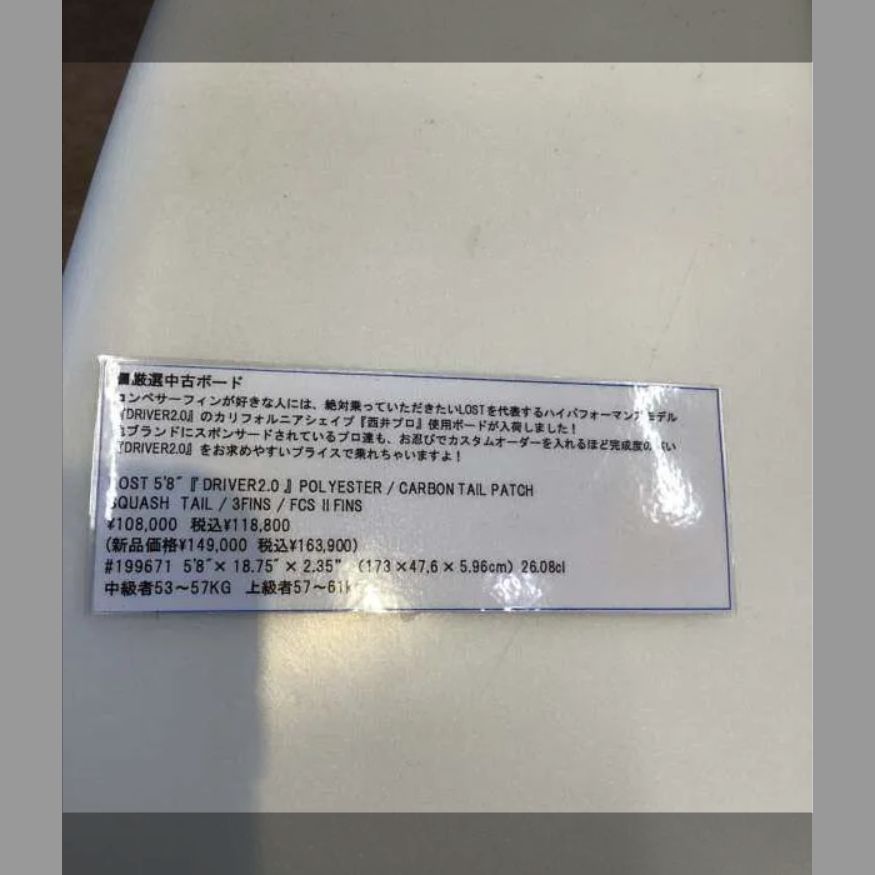 厳選中古ボード
コンペサーフィンが好きな人には、絶対乗っていただきたいLOSTを代表するハイパフォーマンスモデル
『DRIVER2.0』のカリフォルニアシェイプ『西井プロ』使用ボードが入荷しました！
ブランドにスポンサードされているプロ達も、お忍びでカスタムオーダーを入れるほど完成度の
『DRIVER2.0』をお求めやすいプライスで乗れちゃいますよ！
LOST 5'8"『DRIVER2.0』POLYESTER / CARBON TAIL PATCH
SQUASH TAIL / 3FINS / FCS II FINS
¥108,000 税込¥118,800
(新品価格¥149,000 税込¥163,900)
#199671 5'8"× 18.75"× 2.35" (173×47,6×5.96cm) 26.08cl
中級者53～57KG 上級者57～61